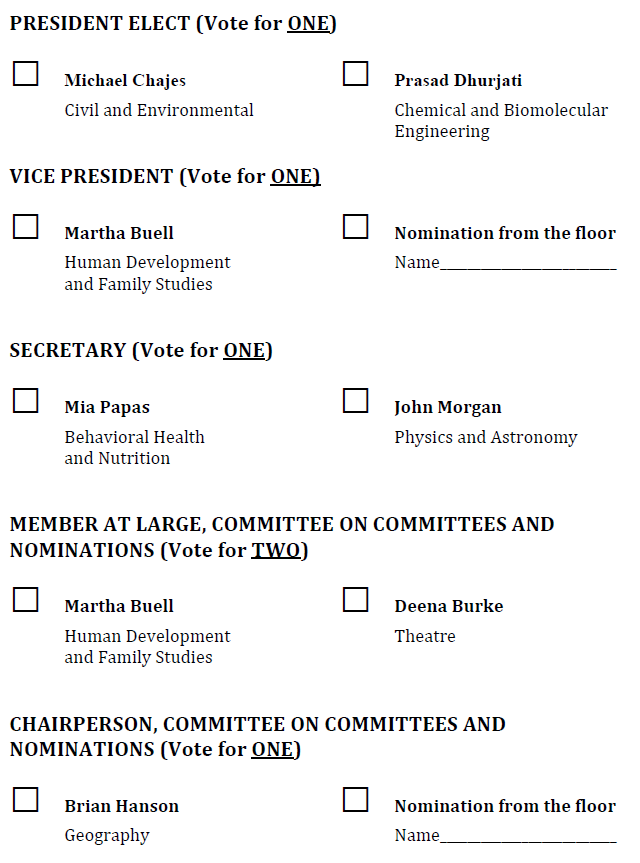 PRESIDENT ELECT (Vote for ONE)
Michael Chajes
Civil and Environmental
Prasad Dhurjati
Chemical and Biomolecular
Engineering
VICE PRESIDENT (Vote for ONE)
Martha Buell
Human Development
and Family Studies
Nomination from the floor
Name__________________________
SECRETARY (Vote for ONE)
Mia Papas
Behavioral Health
and Nutrition
John Morgan
Physics and Astronomy
MEMBER AT LARGE, COMMITTEE ON COMMITTEES AND
NOMINATIONS (Vote for TWO)
Martha Buell
Human Development
and Family Studies
Deena Burke
Theatre
CHAIRPERSON, COMMITTEE ON COMMITTEES AND
NOMINATIONS (Vote for ONE)
Brian Hanson
Geography
Nomination from the floor
Name__________________________